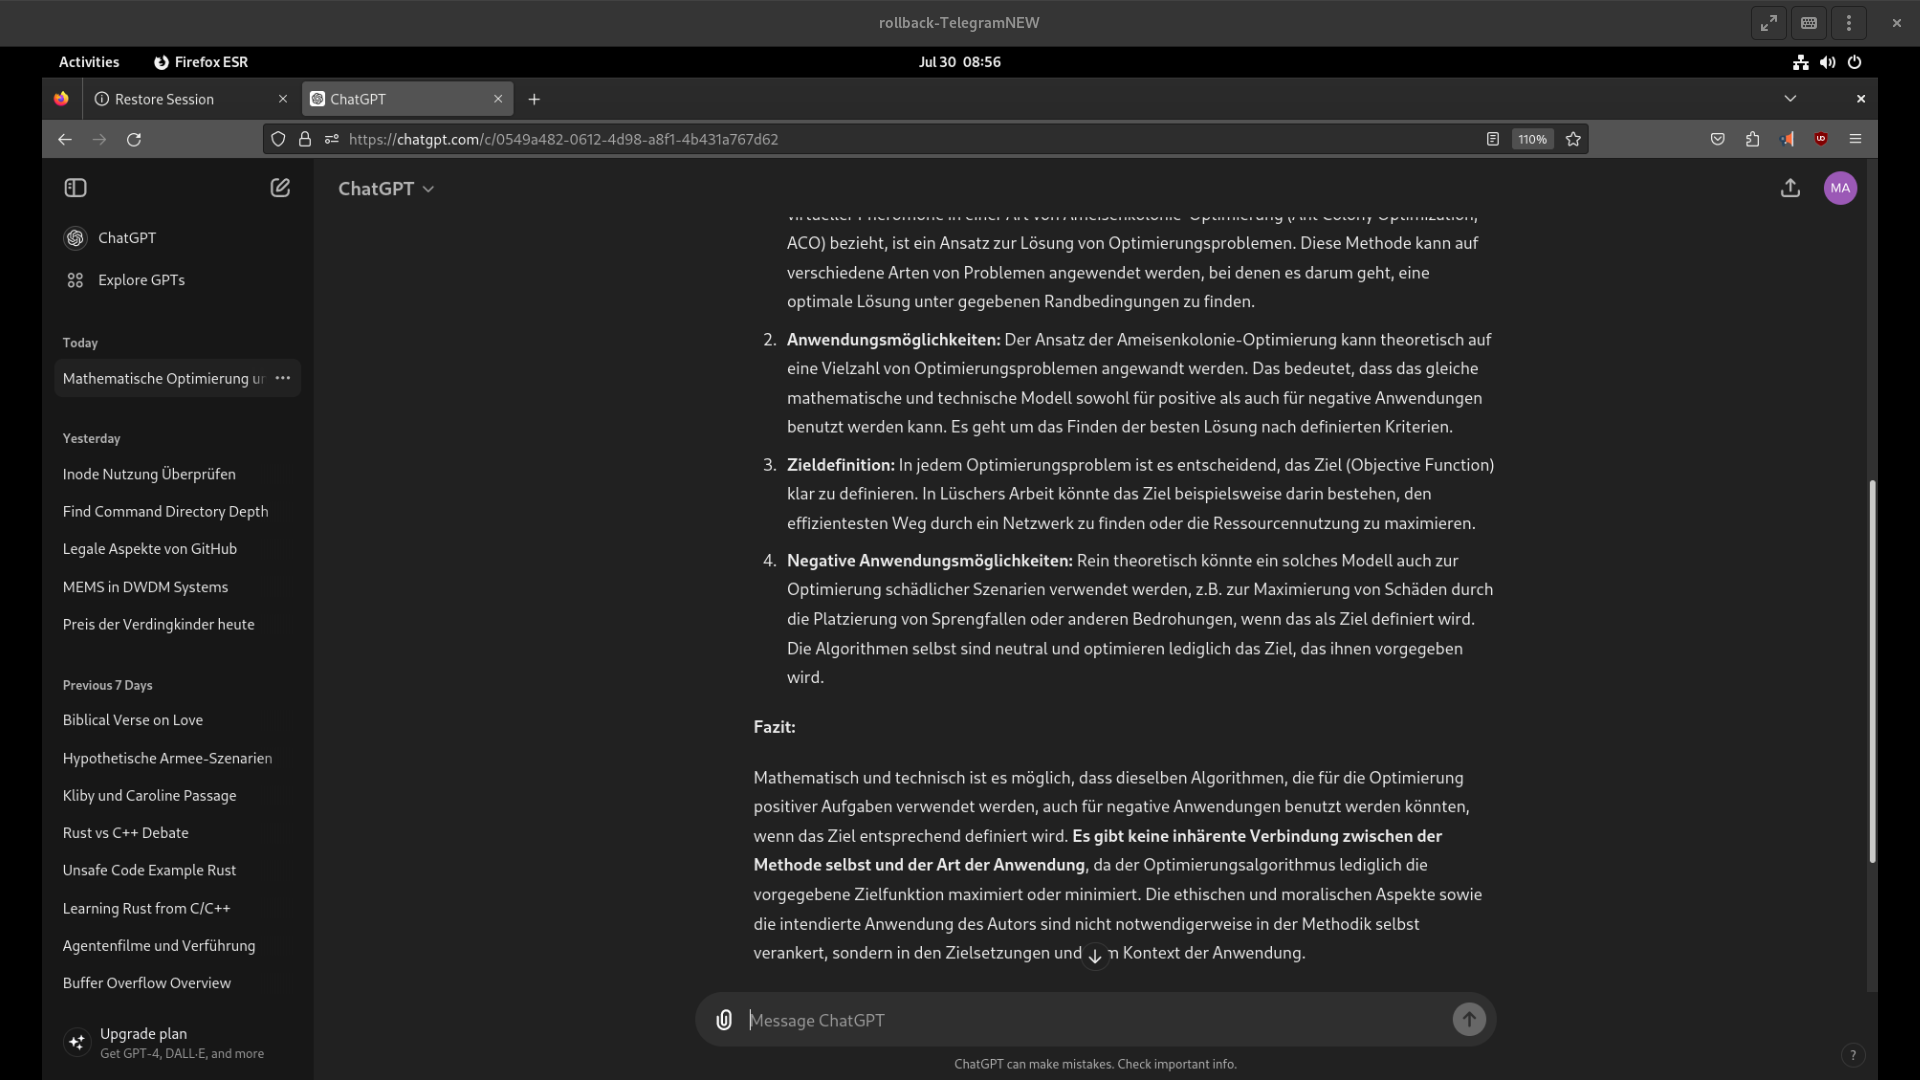 rollback-TelegramNEW
Activities
Firefox ESR
Jul 30 08:56
Restore Session
ChatGPT
https://chatgpt.com/c/0549a482-0612-4d98-a8f1-4b431a767d62
110%
ChatGPT
Explore GPTs
Today
Mathematische Optimierung ur
Yesterday
Inode Nutzung Überprüfen
Find Command Directory Depth
Legale Aspekte von GitHub
MEMS in DWDM Systems
Preis der Verdingkinder heute
Previous 7 Days
Biblical Verse on Love
Hypothetische Armee-Szenarien
Kliby und Caroline Passage
Rust vs C++ Debate
Unsafe Code Example Rust
Learning Rust from C/C++
Agentenfilme und Verführung
Buffer Overflow Overview
Upgrade plan
Get GPT-4, DALL·E, and more
ChatGPT
MA
virtueller Pheromone in einer Art von Ameisenkolonie-Optimierung (Ant Colony Optimization,
ACO) bezieht, ist ein Ansatz zur Lösung von Optimierungsproblemen. Diese Methode kann auf
verschiedene Arten von Problemen angewendet werden, bei denen es darum geht, eine
optimale Lösung unter gegebenen Randbedingungen zu finden.
2. Anwendungsmöglichkeiten: Der Ansatz der Ameisenkolonie-Optimierung kann theoretisch auf
eine Vielzahl von Optimierungsproblemen angewandt werden. Das bedeutet, dass das gleiche
mathematische und technische Modell sowohl für positive als auch für negative Anwendungen
benutzt werden kann. Es geht um das Finden der besten Lösung nach definierten Kriterien.
3. Zieldefinition: In jedem Optimierungsproblem ist es entscheidend, das Ziel (Objective Function)
klar zu definieren. In Lüschers Arbeit könnte das Ziel beispielsweise darin bestehen, den
effizientesten Weg durch ein Netzwerk zu finden oder die Ressourcennutzung zu maximieren.
4. Negative Anwendungsmöglichkeiten: Rein theoretisch könnte ein solches Modell auch zur
Optimierung schädlicher Szenarien verwendet werden, z.B. zur Maximierung von Schäden durch
die Platzierung von Sprengfallen oder anderen Bedrohungen, wenn das als Ziel definiert wird.
Die Algorithmen selbst sind neutral und optimieren lediglich das Ziel, das ihnen vorgegeben
wird.
Fazit:
Mathematisch und technisch ist es möglich, dass dieselben Algorithmen, die für die Optimierung
positiver Aufgaben verwendet werden, auch für negative Anwendungen benutzt werden könnten,
wenn das Ziel entsprechend definiert wird. Es gibt keine inhärente Verbindung zwischen der
Methode selbst und der Art der Anwendung, da der Optimierungsalgorithmus lediglich die
vorgegebene Zielfunktion maximiert oder minimiert. Die ethischen und moralischen Aspekte sowie
die intendierte Anwendung des Autors sind nicht notwendigerweise in der Methodik selbst
verankert, sondern in den Zielsetzungen und m Kontext der Anwendung.
Message ChatGPT
ChatGPT can make mistakes. Check important info.
?